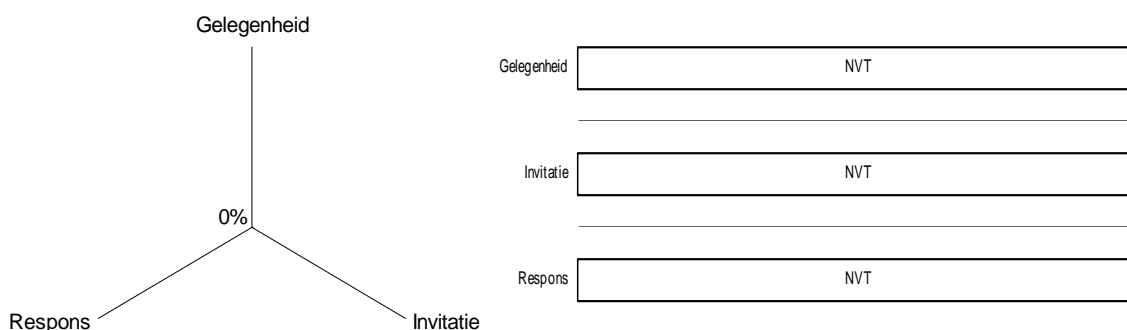 Gelegenheid
0%
Respons
Invitatie
Gelegenheid NVT
Invitatie NVT
Respons NVT